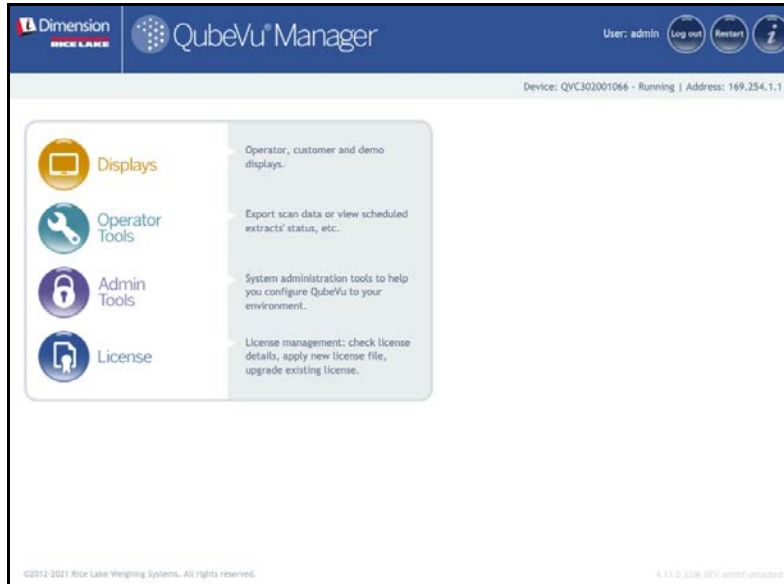 Dimension
RICE LAKE
QubeVu® Manager
User: admin
Log out
Restart
i
Device: QVC302001066 - Running | Address: 169.254.1.1
Displays
Operator, customer and demo
displays.
Operator
Tools
Export scan data or view scheduled
extracts' status, etc.
Admin
Tools
System administration tools to help
you configure QubeVu to your
environment.
License
License management: check license
details, apply new license file,
upgrade existing license.
©2012-2021 Rice Lake Weighing Systems. All rights reserved.